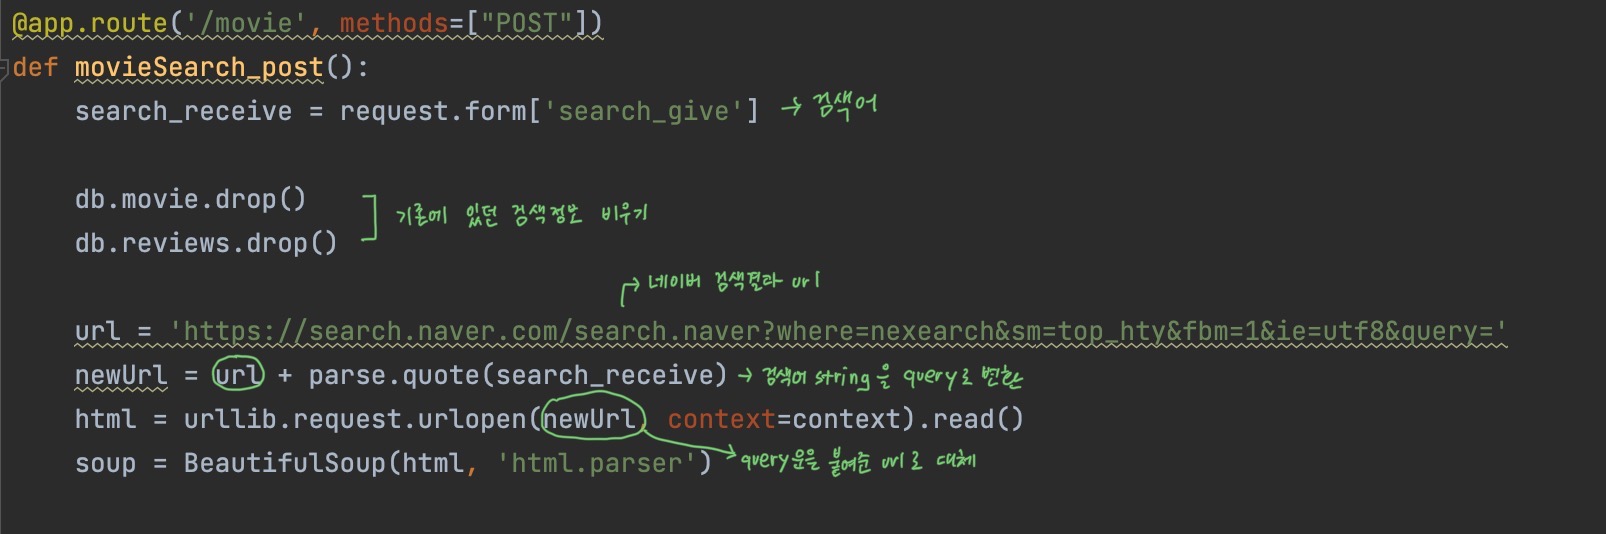 @app.route('/movie', methods=["POST"])
def movieSearch_post():
search_receive = request.form['search_give'] → 검색어
db.movie.drop()
기존에 있던 검색정보 비우기
db.reviews.drop()
→ 네이버 검색결과 url
url = 'https://search.naver.com/search.naver?where=nexearch&sm=top_hty&fbm=1&ie=utf8&query='
newUrl = url + parse.quote(search_receive) → 검색어 string을 query로 변환
html = urllib.request.urlopen(newUrl, context=context).read()
soup = BeautifulSoup(html, 'html.parser') → query문을 붙여준 url로 대체